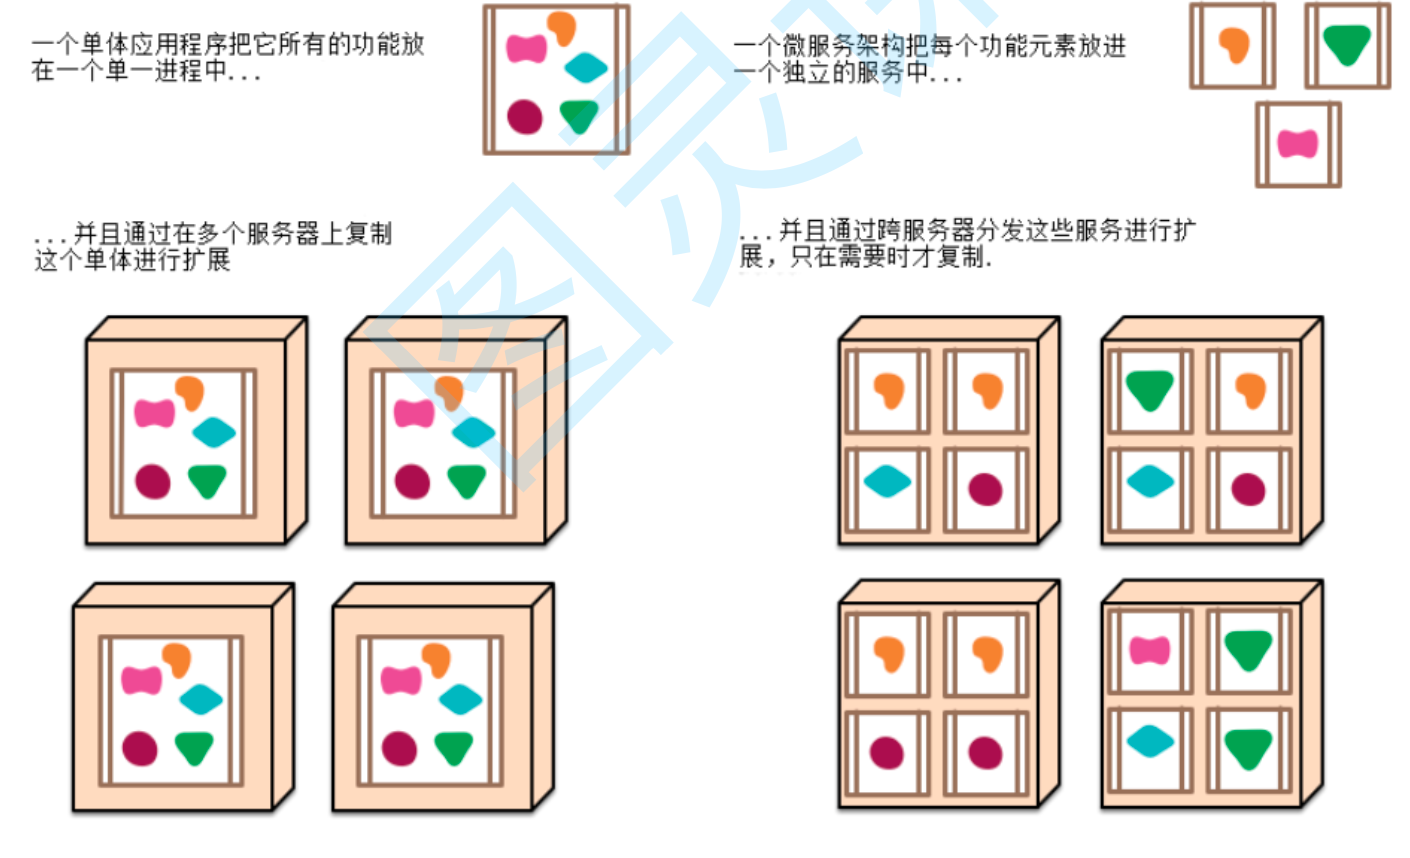 一个单体应用程序把它所有的功能放
在一个单一进程中...
一个微服务架构把每个功能元素放进
一个独立的服务中...
...并且通过在多个服务器上复制
这个单体进行扩展
...并且通过跨服务器分发这些服务进行扩
展，只在需要时才复制.
图灵